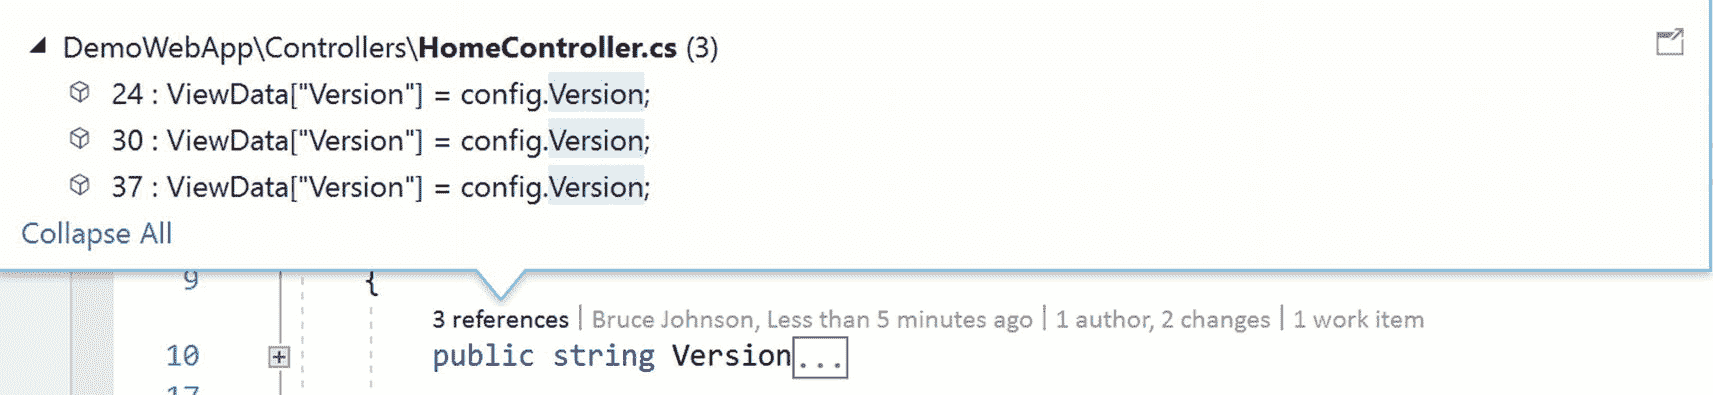 DemoWebApp\Controllers\HomeController.cs (3)
24 : ViewData["Version"] = config.Version;
30 : ViewData["Version"] = config.Version;
37 : ViewData["Version"] = config.Version;
Collapse All
9 {
3 references | Bruce Johnson, Less than 5 minutes ago | 1 author, 2 changes | 1 work item
10 public string Version...
17